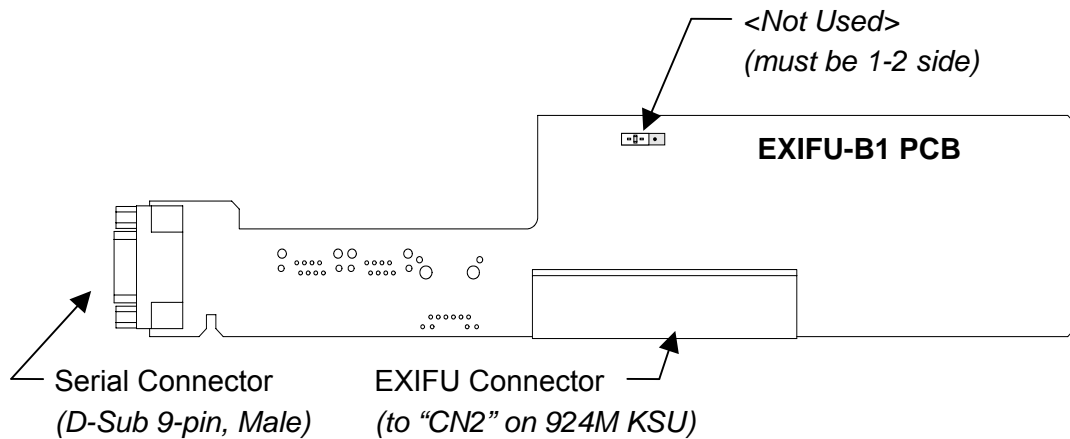 <Not Used>
(must be 1-2 side)
EXIFU-B1 PCB
Serial Connector
(D-Sub 9-pin, Male)
EXIFU Connector
(to “CN2” on 924M KSU)